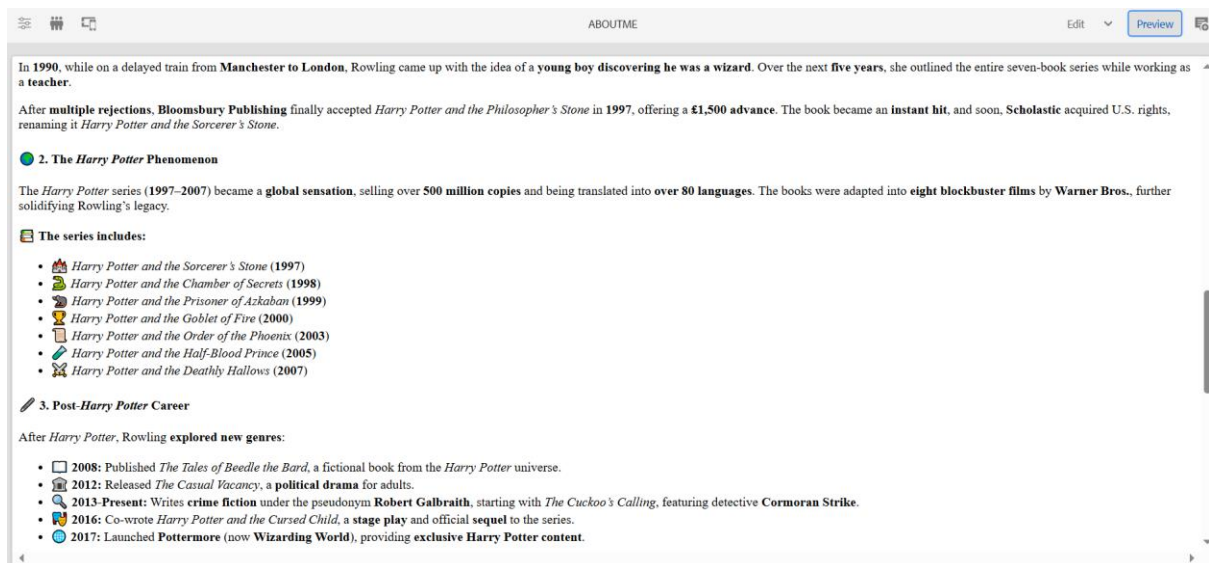 ABOUTME
Edit
Preview
In 1990, while on a delayed train from Manchester to London, Rowling came up with the idea of a young boy discovering he was a wizard. Over the next five years, she outlined the entire seven-book series while working as
a teacher.
After multiple rejections, Bloomsbury Publishing finally accepted Harry Potter and the Philosopher's Stone in 1997, offering a £1,500 advance. The book became an instant hit, and soon, Scholastic acquired U.S. rights,
renaming it Harry Potter and the Sorcerer's Stone.
2. The Harry Potter Phenomenon
The Harry Potter series (1997–2007) became a global sensation, selling over 500 million copies and being translated into over 80 languages. The books were adapted into eight blockbuster films by Warner Bros., further
solidifying Rowling's legacy.
The series includes:
• Harry Potter and the Sorcerer's Stone (1997)
• Harry Potter and the Chamber of Secrets (1998)
• Harry Potter and the Prisoner of Azkaban (1999)
• Harry Potter and the Goblet of Fire (2000)
• Harry Potter and the Order of the Phoenix (2003)
• Harry Potter and the Half-Blood Prince (2005)
• Harry Potter and the Deathly Hallows (2007)
3. Post-Harry Potter Career
After Harry Potter, Rowling explored new genres:
• 2008: Published The Tales of Beedle the Bard, a fictional book from the Harry Potter universe.
• 2012: Released The Casual Vacancy, a political drama for adults.
• 2013-Present: Writes crime fiction under the pseudonym Robert Galbraith, starting with The Cuckoo's Calling, featuring detective Cormoran Strike.
• 2016: Co-wrote Harry Potter and the Cursed Child, a stage play and official sequel to the series.
• 2017: Launched Pottermore (now Wizarding World), providing exclusive Harry Potter content.